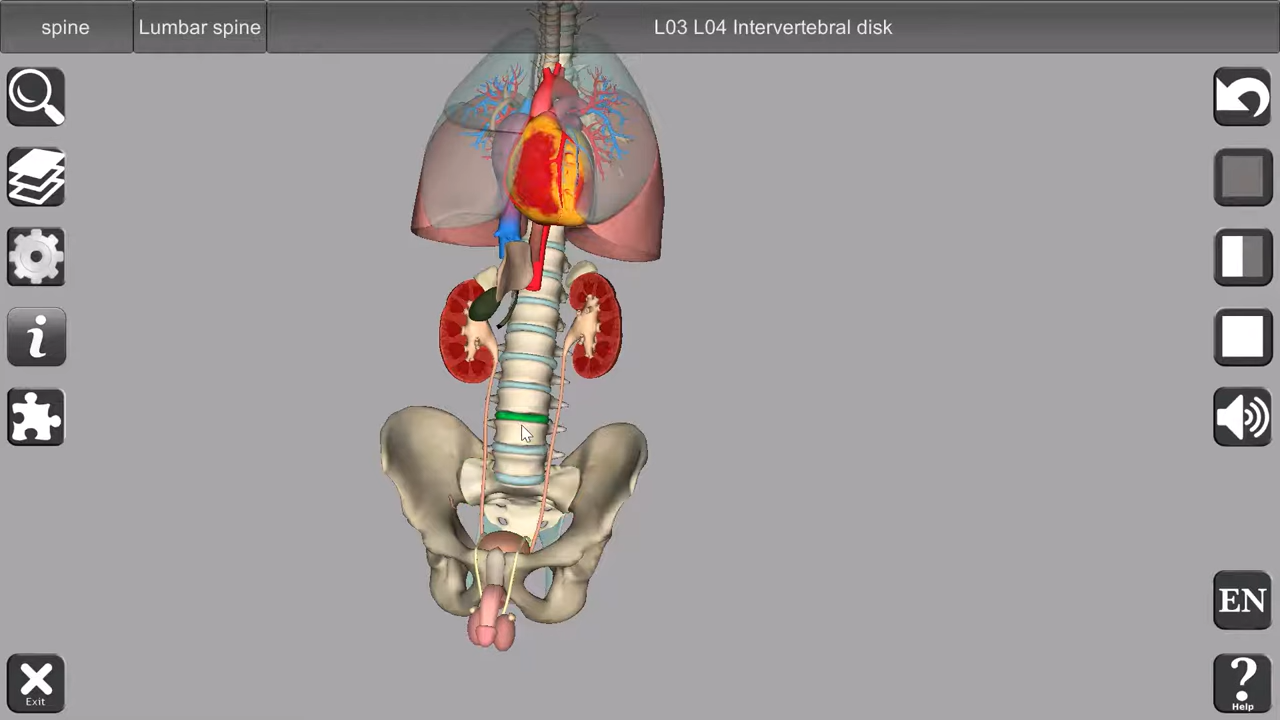 spine
Lumbar spine
L03 L04 Intervertebral disk
i
EN
Exit
?
Help